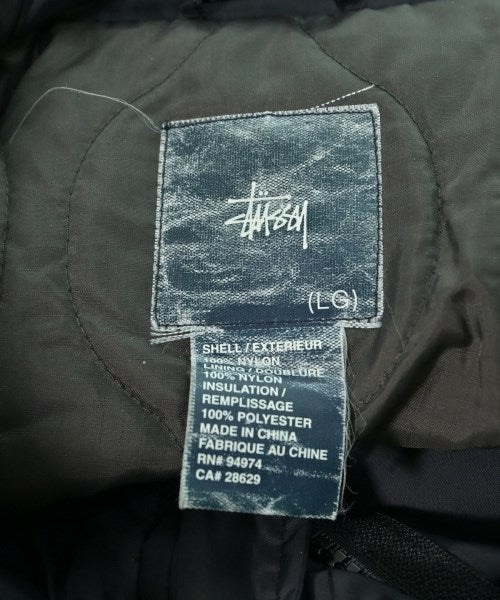 Stüssy
(LG)
SHELL / EXTERIEUR
100% NYLON
LINING / DOUBLURE
100% NYLON
INSULATION /
REMPLISSAGE
100% POLYESTER
MADE IN CHINA
FABRIQUE AU CHINE
RN# 94974
CA# 28629